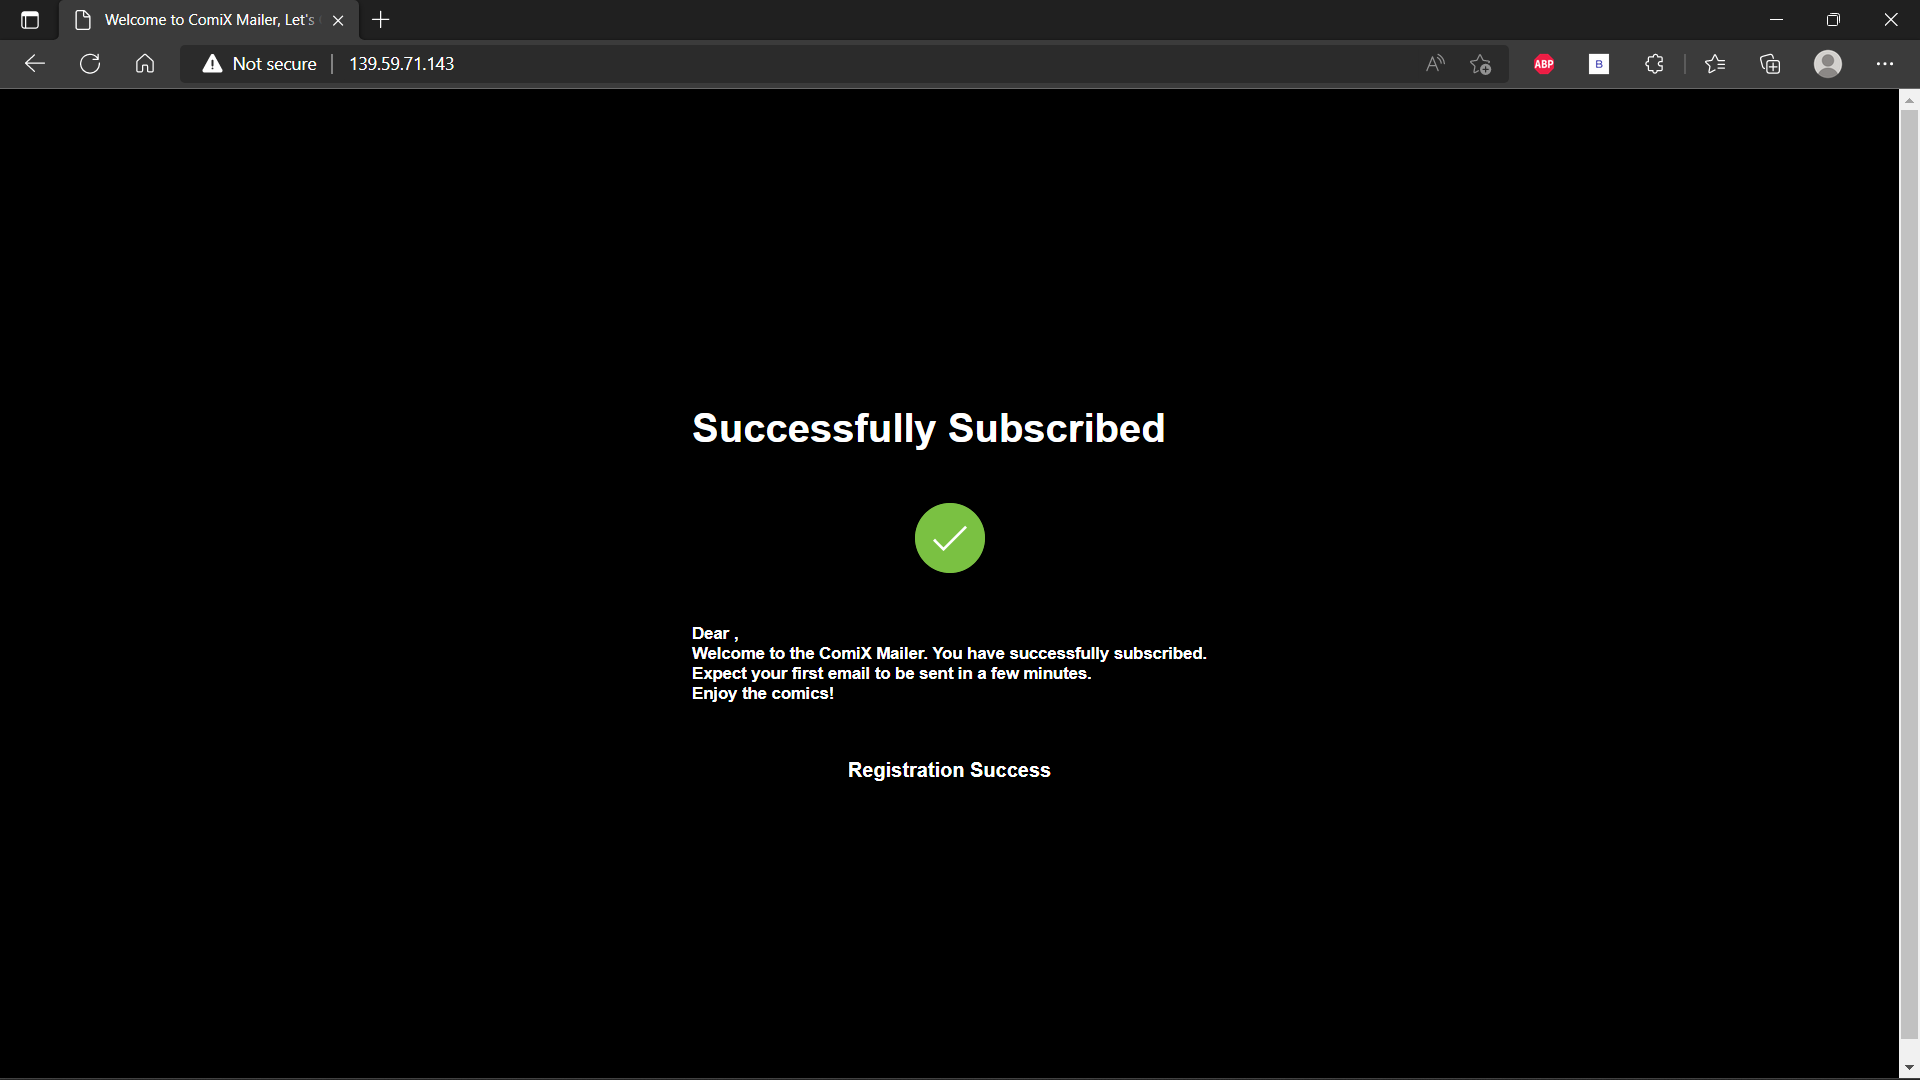 Welcome to ComiX Mailer, Let's
Not secure
139.59.71.143
ABP
B
Successfully Subscribed
Dear ,
Welcome to the ComiX Mailer. You have successfully subscribed.
Expect your first email to be sent in a few minutes.
Enjoy the comics!
Registration Success